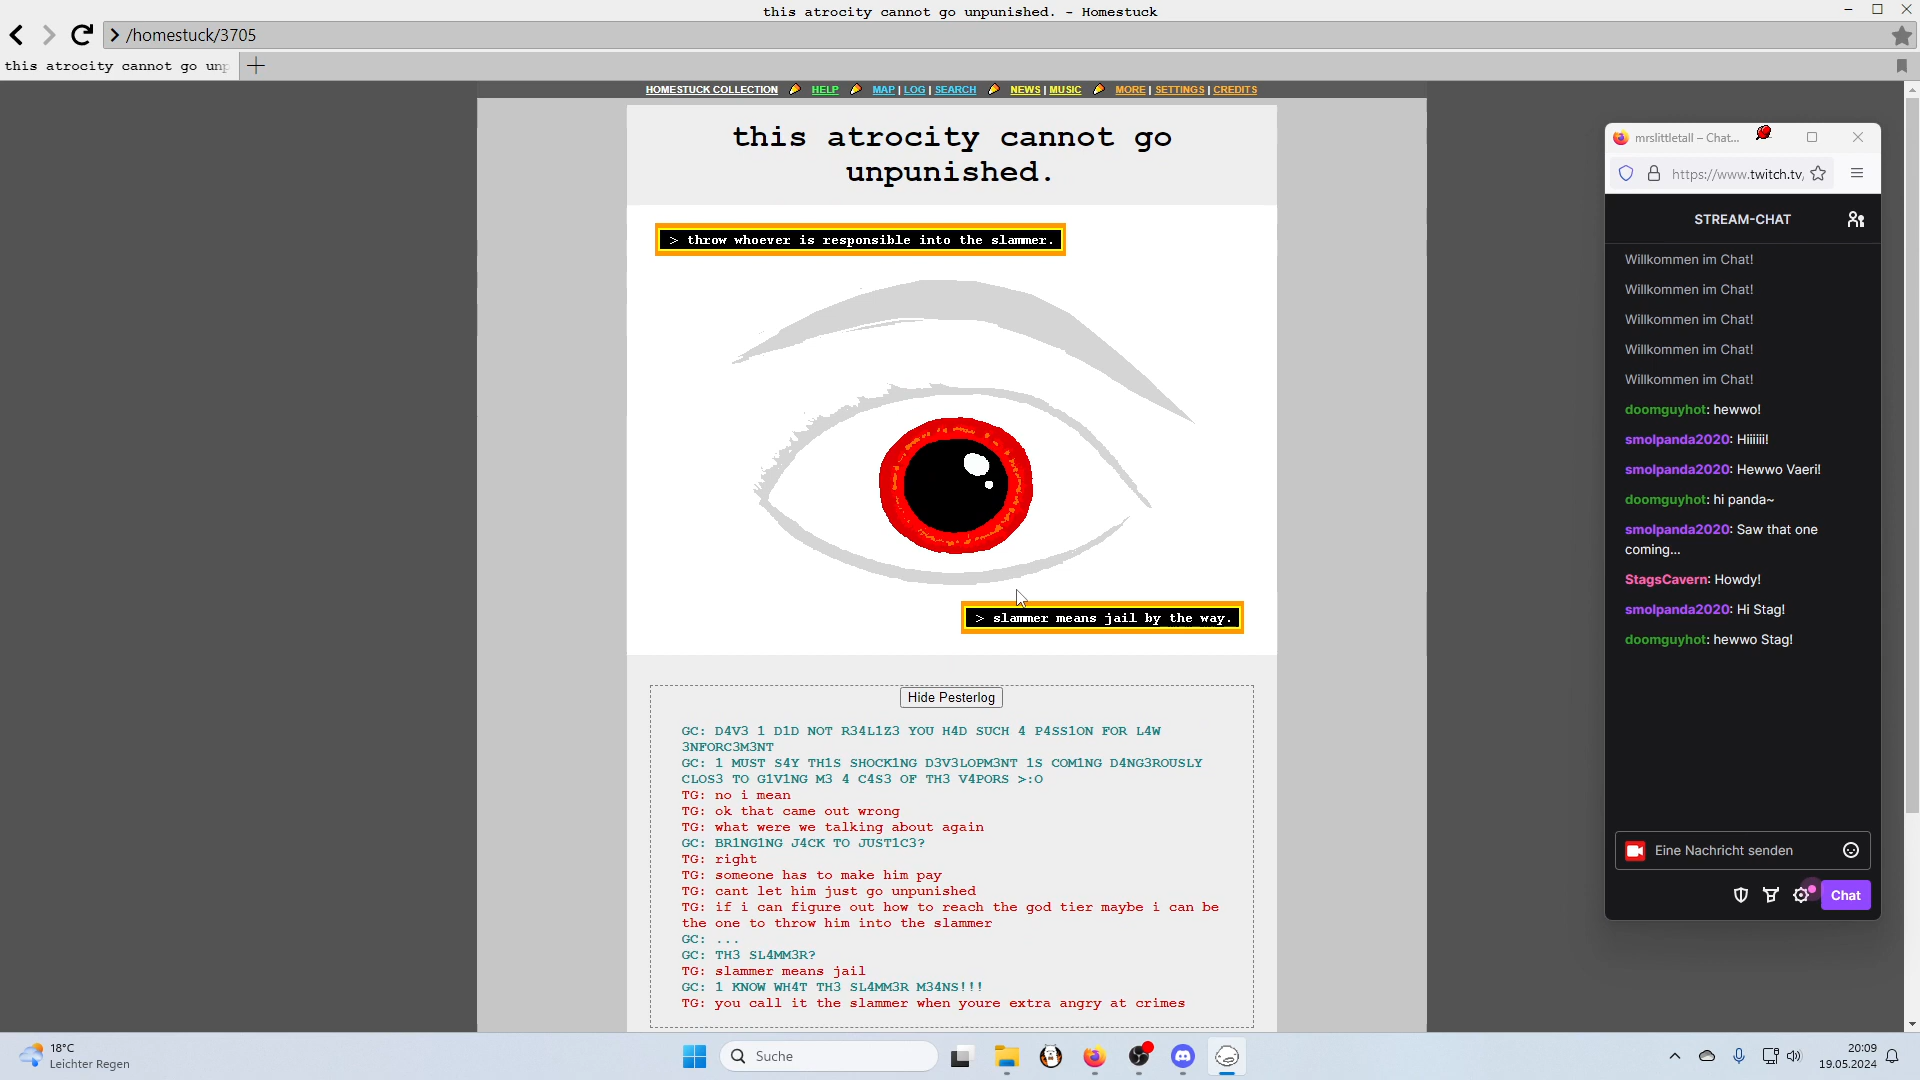 this atrocity cannot go unpunished. - Homestuck
/homestuck/3705
this atrocity cannot go unp
HOMESTUCK COLLECTION HELP MAP | LOG | SEARCH NEWS | MUSIC MORE | SETTINGS | CREDITS
this atrocity cannot go
unpunished.
> throw whoever is responsible into the slammer.
> slammer means jail by the way.
Hide Pesterlog
GC: D4V3 1 D1D NOT R34L1Z3 YOU H4D SUCH 4 P4SS1ON FOR L4W
3NFORC3M3NT
GC: 1 MUST S4Y TH1S SHOCK1NG D3V3LOPM3NT 1S COM1NG D4NG3ROUSLY
CLOS3 TO G1V1NG M3 4 C4S3 OF TH3 V4PORS >:O
TG: no i mean
TG: ok that came out wrong
TG: what were we talking about again
GC: BR1NG1NG J4CK TO JUST1C3?
TG: right
TG: someone has to make him pay
TG: cant let him just go unpunished
TG: if i can figure out how to reach the god tier maybe i can be
the one to throw him into the slammer
GC: ...
GC: TH3 SL4MM3R?
TG: slammer means jail
GC: 1 KNOW WH4T TH3 SL4MM3R M34NS!!!
TG: you call it the slammer when youre extra angry at crimes
mrslittletall – Chat...
https://www.twitch.tv/
STREAM-CHAT
Willkommen im Chat!
Willkommen im Chat!
Willkommen im Chat!
Willkommen im Chat!
Willkommen im Chat!
doomguyhot: hewwo!
smolpanda2020: Hiiiiii!
smolpanda2020: Hewwo Vaeri!
doomguyhot: hi panda~
smolpanda2020: Saw that one
coming...
StagsCavern: Howdy!
smolpanda2020: Hi Stag!
doomguyhot: hewwo Stag!
Eine Nachricht senden
Chat
18°C
Leichter Regen
Suche
20:09
19.05.2024